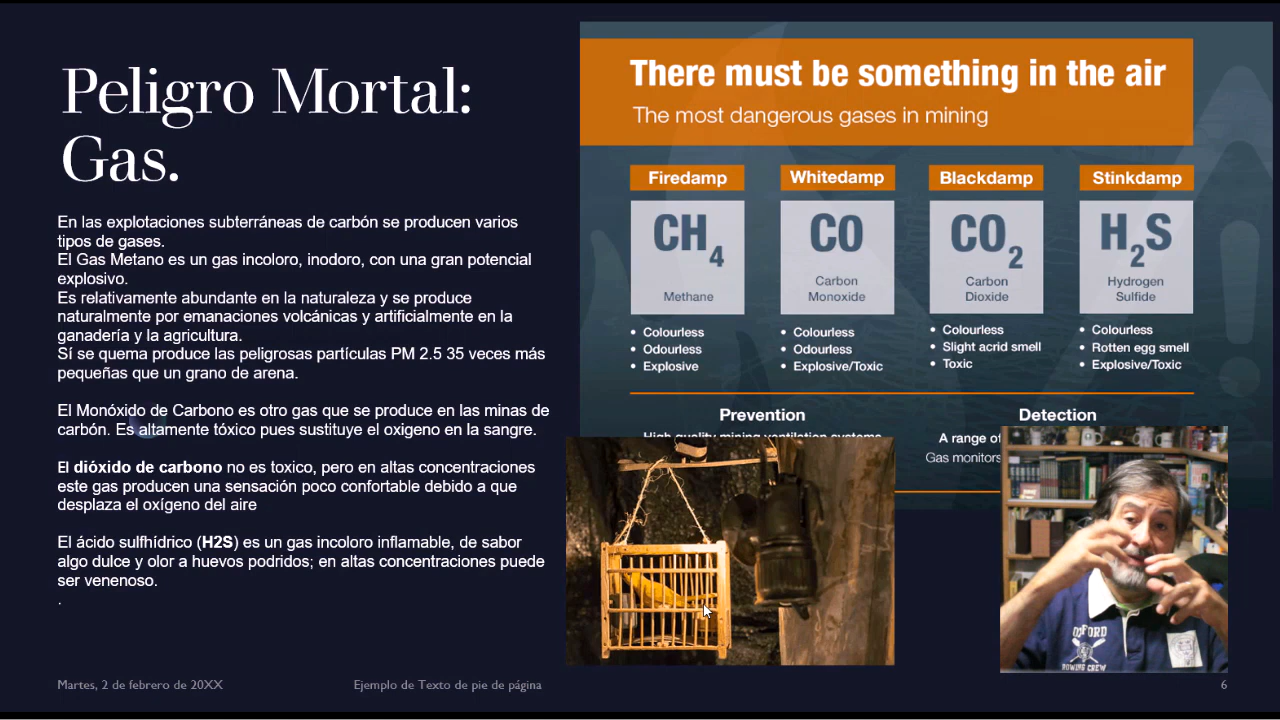 Peligro Mortal:
Gas.
En las explotaciones subterráneas de carbón se producen varios
tipos de gases.
El Gas Metano es un gas incoloro, inodoro, con una gran potencial
explosivo.
Es relativamente abundante en la naturaleza y se produce
naturalmente por emanaciones volcánicas y artificialmente en la
ganadería y la agricultura.
Sí se quema produce las peligrosas partículas PM 2.5 35 veces más
pequeñas que un grano de arena.
El Monóxido de Carbono es otro gas que se produce en las minas de
carbón. Es altamente tóxico pues sustituye el oxigeno en la sangre.
El dióxido de carbono no es toxico, pero en altas concentraciones
este gas producen una sensación poco confortable debido a que
desplaza el oxígeno del aire
El ácido sulfhídrico (H2S) es un gas incoloro inflamable, de sabor
algo dulce y olor a huevos podridos; en altas concentraciones puede
ser venenoso.
.
There must be something in the air
The most dangerous gases in mining
Firedamp
CH4
Methane
• Colourless
• Odourless
• Explosive
Whitedamp
CO
Carbon
Monoxide
• Colourless
• Odourless
• Explosive/Toxic
Blackdamp
CO2
Carbon
Dioxide
• Colourless
• Slight acrid smell
• Toxic
Stinkdamp
H2S
Hydrogen
Sulfide
• Colourless
• Rotten egg smell
• Explosive/Toxic
Prevention
High quality mining ventilation systems
Detection
A range of
Gas monitors
OXFORD
ROWING CREW
Martes, 2 de febrero de 20XX
Ejemplo de Texto de pie de página
6